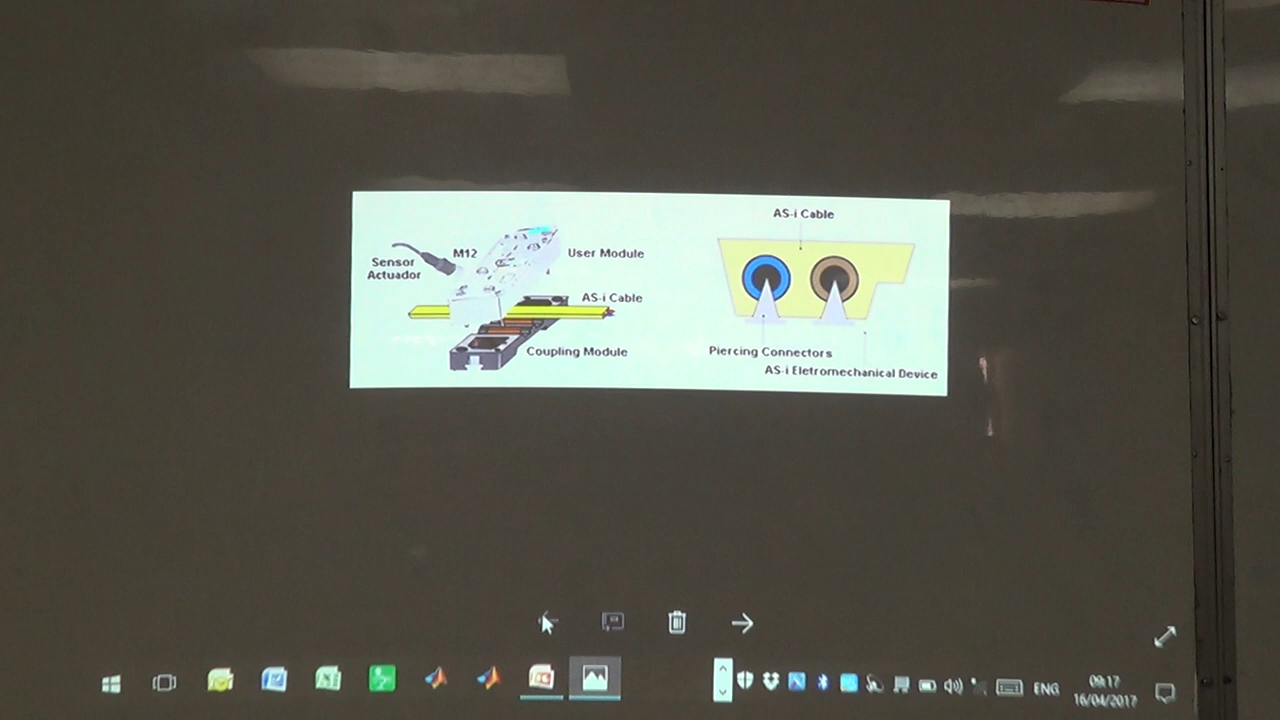 Sensor
Actuador
M12
User Module
AS-i Cable
Coupling Module
AS-i Cable
Piercing Connectors
AS-i Eletromechanical Device
ENG
09:17
16/04/2017